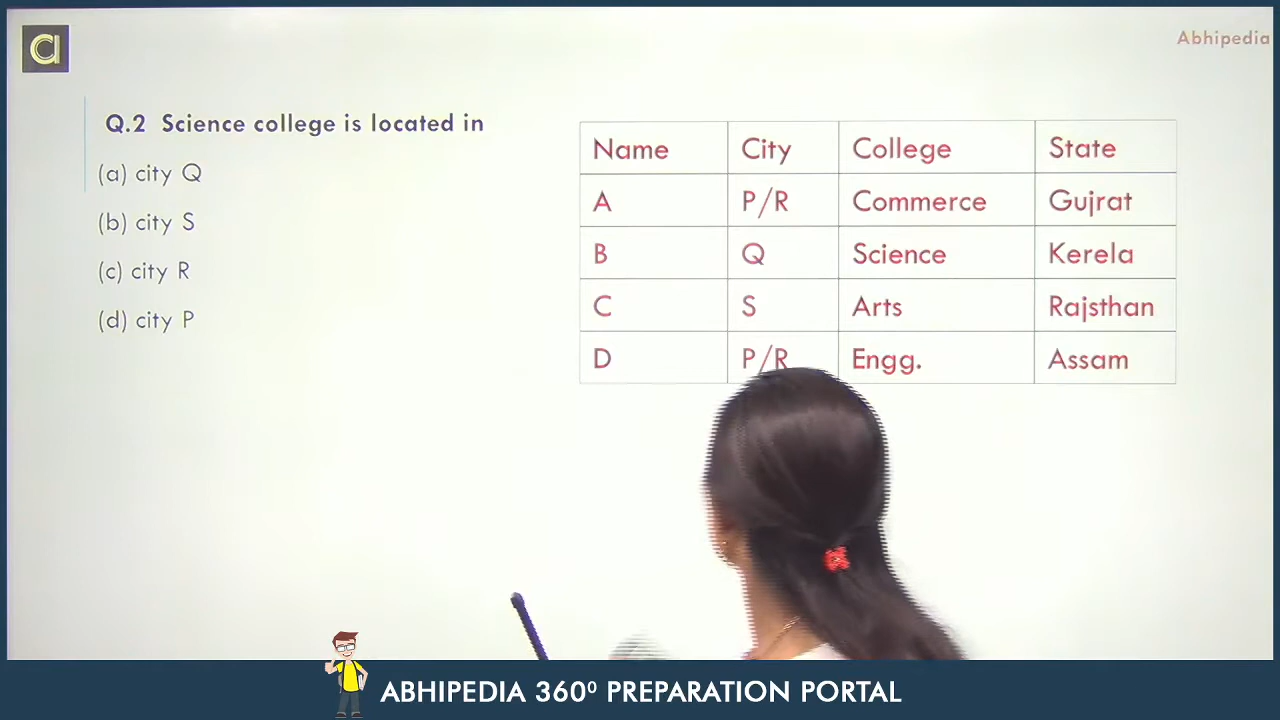 a
Abhipedia
Q.2 Science college is located in
(a) city Q
(b) city S
(c) city R
(d) city P
Name City College State
A P/R Commerce Gujrat
B Q Science Kerela
C S Arts Rajsthan
D P/R Engg. Assam
ABHIPEDIA 360⁰ PREPARATION PORTAL